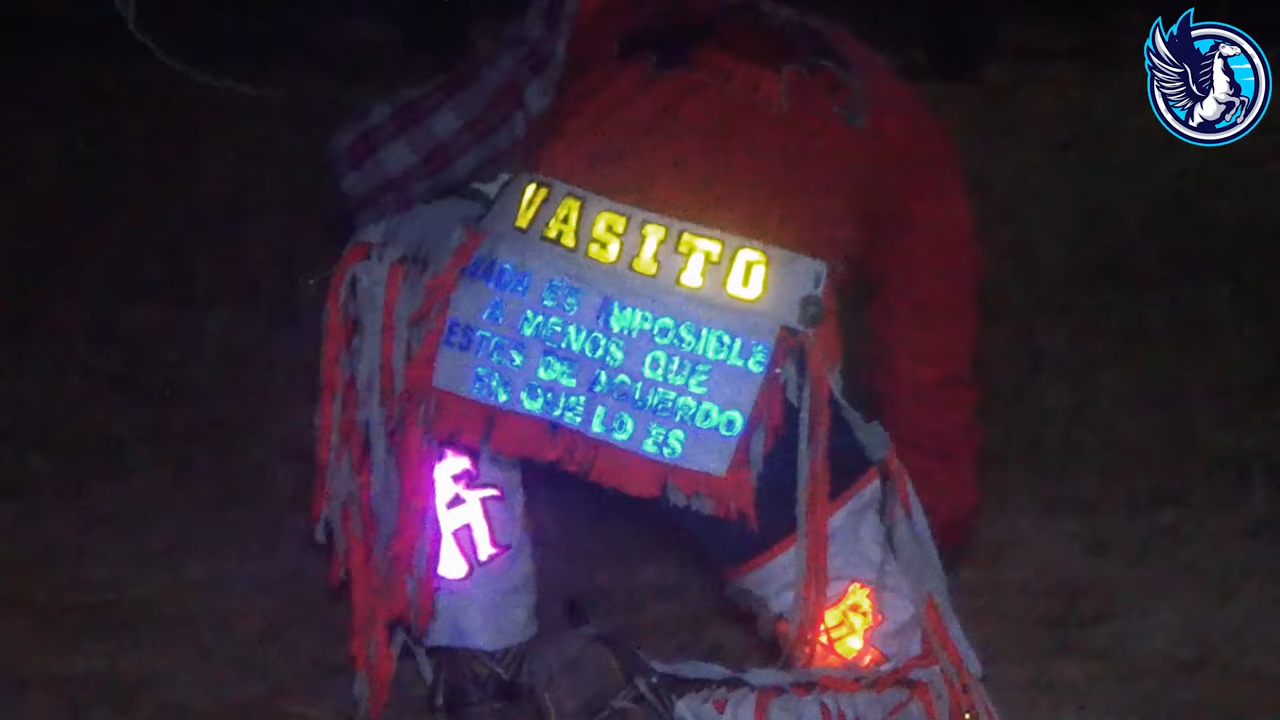 VASITO
NADA ES IMPOSIBLE
A MENOS QUE
ESTES DE ACUERDO
EN QUE LO ES